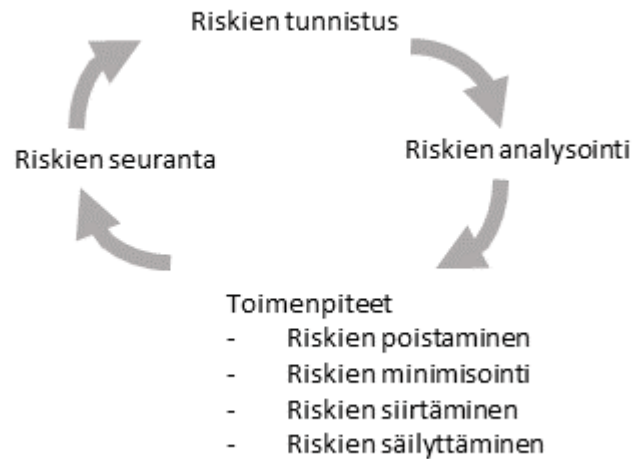 Riskien tunnistus
Riskien analysointi
Riskien seuranta
Toimenpiteet
- Riskien poistaminen
- Riskien minimisointi
- Riskien siirtäminen
- Riskien säilyttäminen